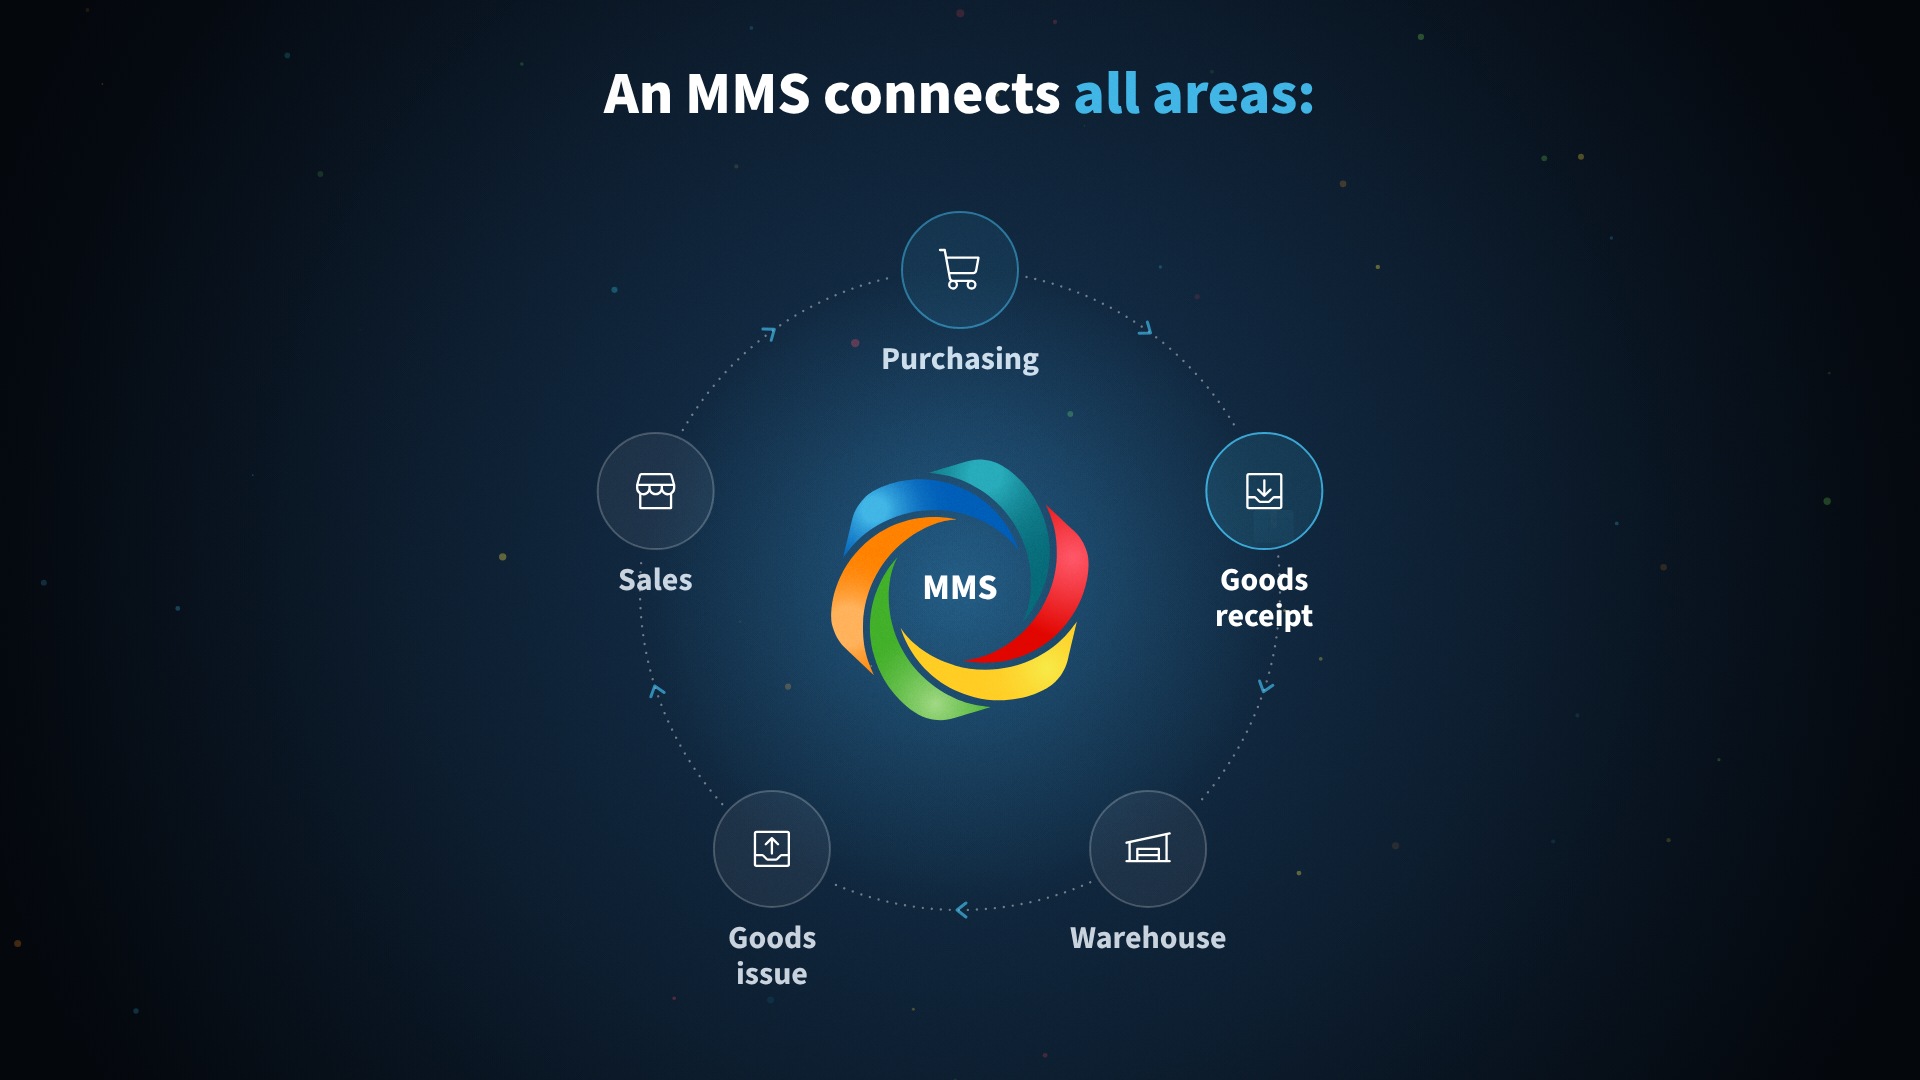 An MMS connects all areas:
Purchasing
Sales
MMS
Goods
receipt
Goods
issue
Warehouse